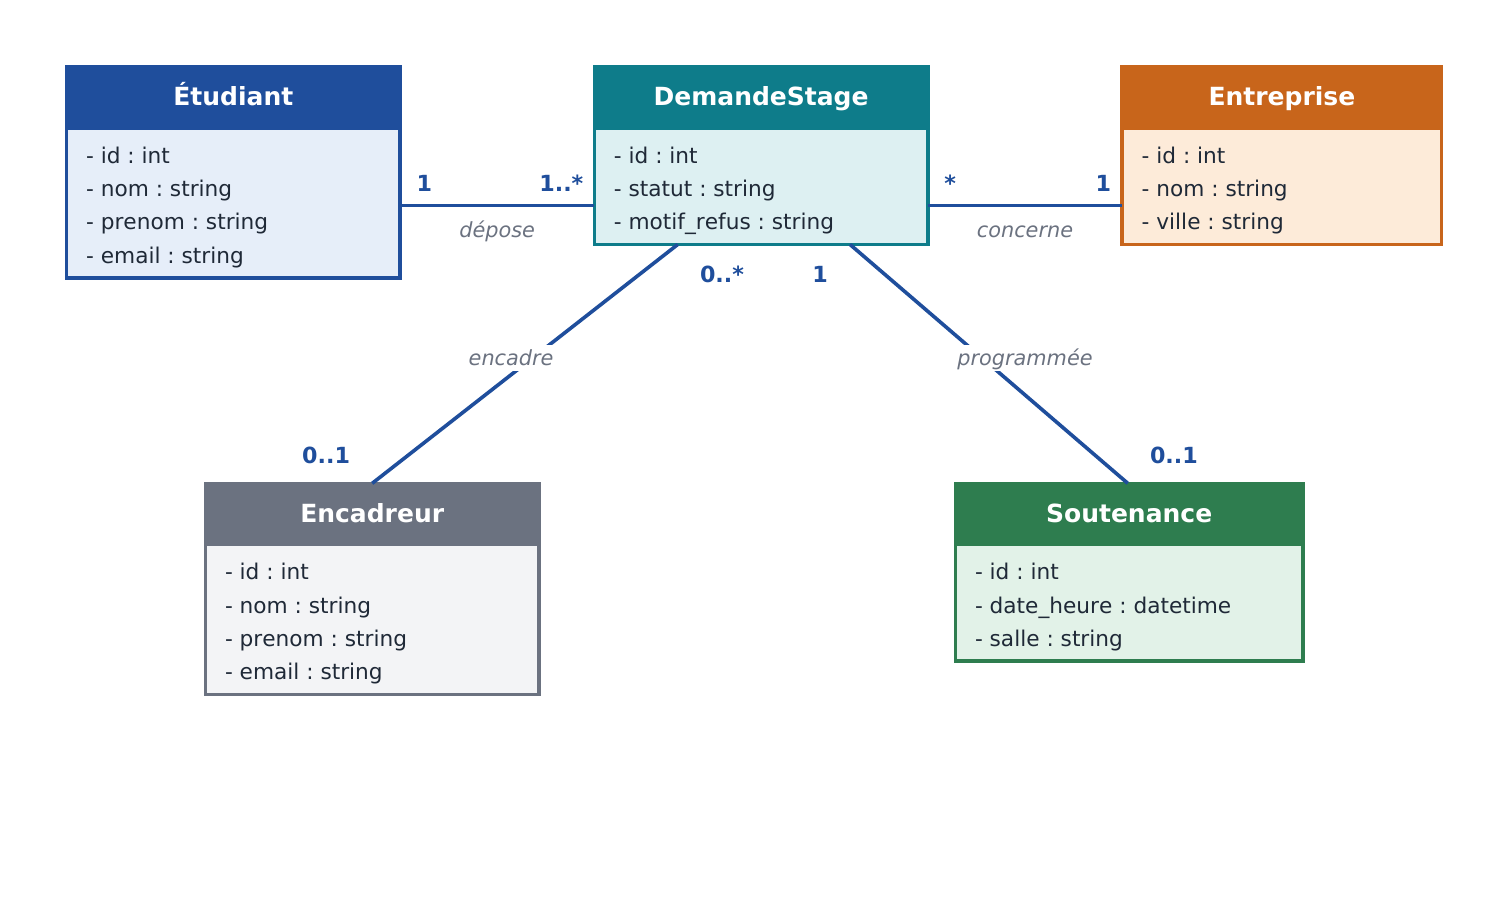 Étudiant
- id : int
- nom : string
- prenom : string
- email : string
1
1..*
dépose
DemandeStage
- id : int
- statut : string
- motif_refus : string
*
1
concerne
Entreprise
- id : int
- nom : string
- ville : string
0..*
1
encadre
programmée
0..1
0..1
Encadreur
- id : int
- nom : string
- prenom : string
- email : string
Soutenance
- id : int
- date_heure : datetime
- salle : string